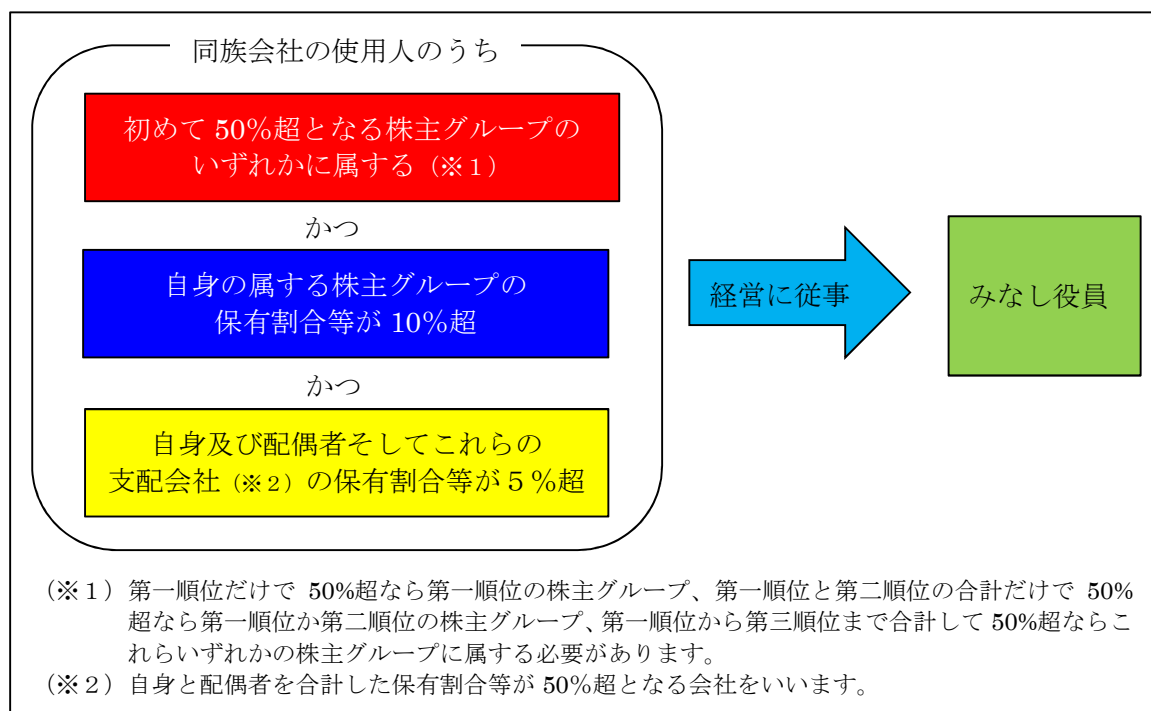 同族会社の使用人のうち
初めて 50%超となる株主グループの
いずれかに属する（※１）
かつ
自身の属する株主グループの
保有割合等が 10%超
かつ
自身及び配偶者そしてこれらの
支配会社（※２）の保有割合等が５%超
経営に従事
みなし役員
（※１）第一順位だけで 50%超なら第一順位の株主グループ、第一順位と第二順位の合計だけで 50%
超なら第一順位か第二順位の株主グループ、第一順位から第三順位まで合計して 50%超ならこ
れらいずれかの株主グループに属する必要があります。
（※２）自身と配偶者を合計した保有割合等が 50%超となる会社をいいます。